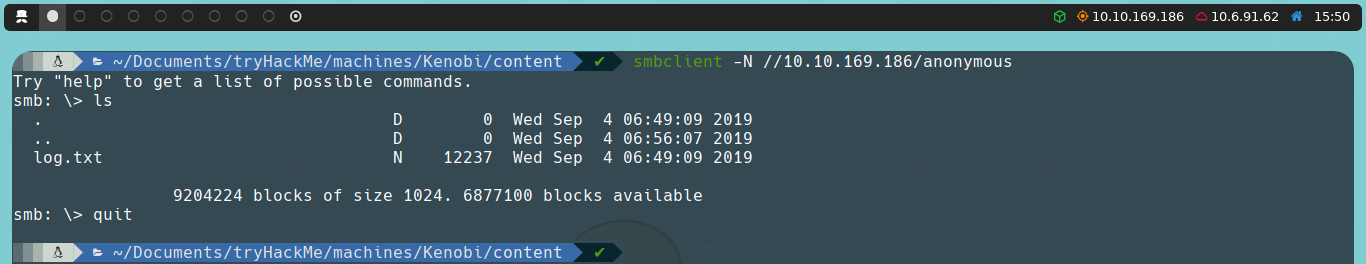 10.10.169.186 10.6.91.62 15:50
~/Documents/tryHackMe/machines/Kenobi/content ✔ smbclient -N //10.10.169.186/anonymous
Try "help" to get a list of possible commands.
smb: \> ls
. D 0 Wed Sep 4 06:49:09 2019
.. D 0 Wed Sep 4 06:56:07 2019
log.txt N 12237 Wed Sep 4 06:49:09 2019
9204224 blocks of size 1024. 6877100 blocks available
smb: \> quit
~/Documents/tryHackMe/machines/Kenobi/content ✔